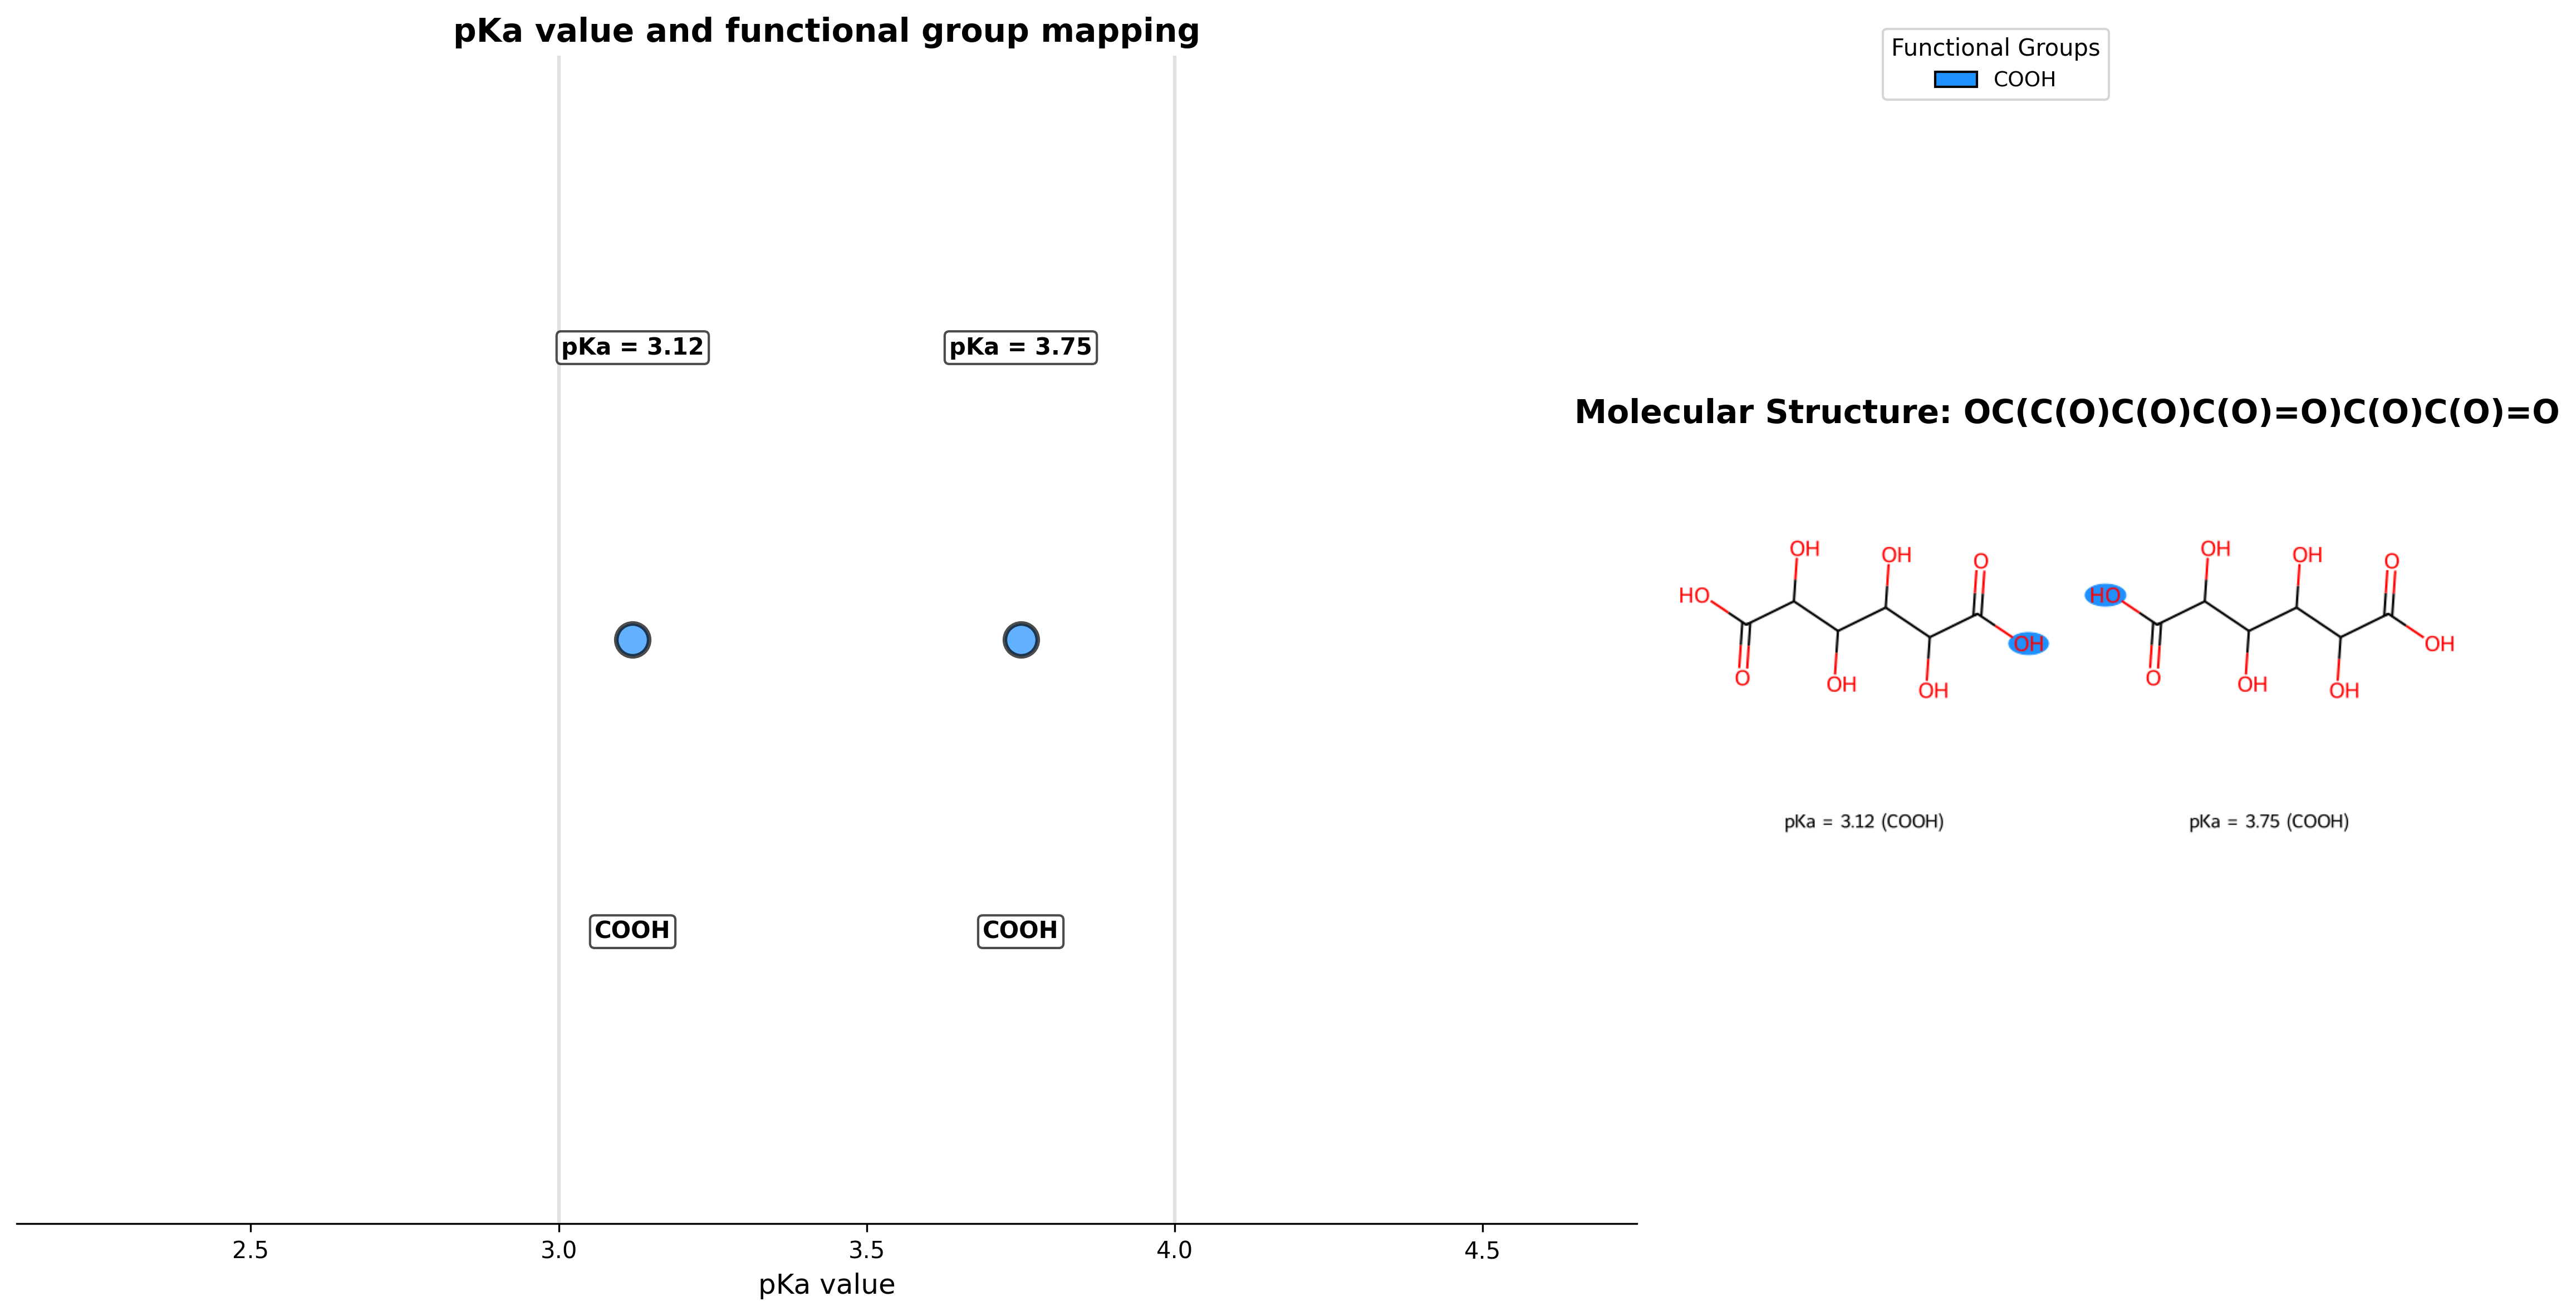 pKa value and functional group mapping
Functional Groups
COOH
pKa = 3.12
pKa = 3.75
COOH
COOH
2.5
3.0
3.5
4.0
4.5
pKa value
Molecular Structure: OC(C(O)C(O)C(O)=O)C(O)C(O)=O
OH
OH
O
HO
OH
O
OH
OH
pKa = 3.12 (COOH)
OH
OH
O
HO
OH
O
OH
OH
pKa = 3.75 (COOH)